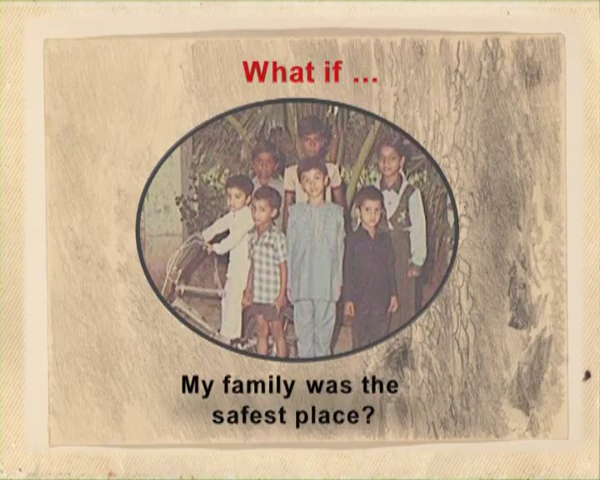 What if ...
My family was the
safest place?